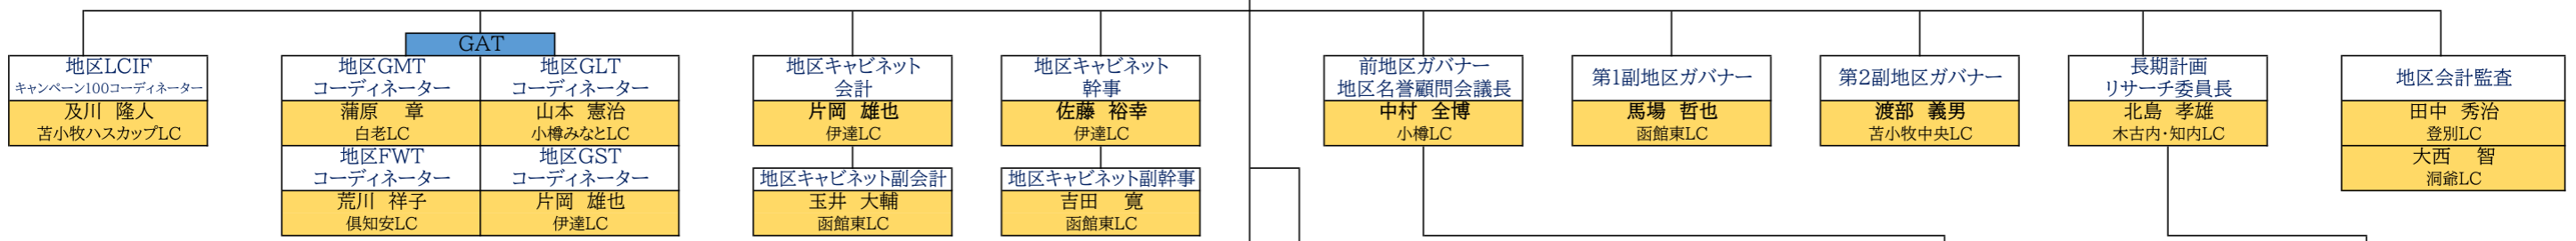 地区LCIF
キャンペーン100コーディネーター
及川 隆人
苫小牧ハスカップLC
GAT
地区GMT
コーディネーター
蒲原 章
白老LC
地区GLT
コーディネーター
山本 憲治
小樽みなとLC
地区FWT
コーディネーター
荒川 祥子
倶知安LC
地区GST
コーディネーター
片岡 雄也
伊達LC
地区キャビネット
会計
片岡 雄也
伊達LC
地区キャビネット副会計
玉井 大輔
函館東LC
地区キャビネット
幹事
佐藤 裕幸
伊達LC
地区キャビネット副幹事
吉田 寛
函館東LC
前地区ガバナー
地区名誉顧問会議長
中村 全博
小樽LC
第1副地区ガバナー
馬場 哲也
函館東LC
第2副地区ガバナー
渡部 義男
苫小牧中央LC
長期計画
リサーチ委員長
北島 孝雄
木古内・知内LC
地区会計監査
田中 秀治
登別LC
大西 智
洞爺LC